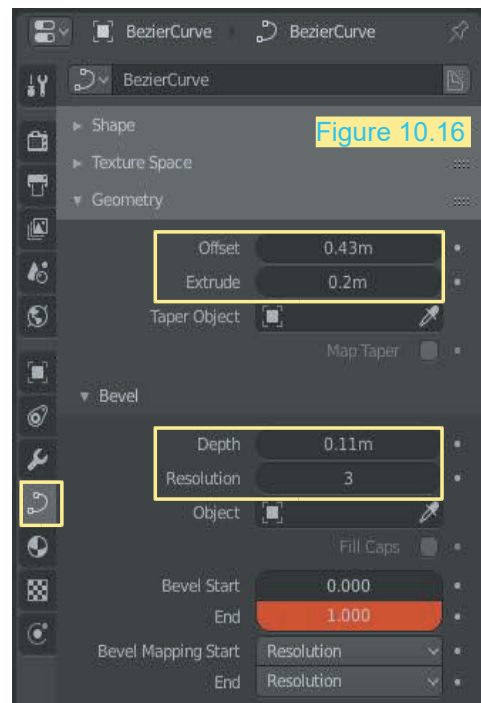 BezierCurve BezierCurve
BezierCurve
Shape
Figure 10.16
Texture Space
Geometry
Offset 0.43m
Extrude 0.2m
Taper Object
Map Taper
Bevel
Depth 0.11m
Resolution 3
Object
Fill Caps
Bevel Start 0.000
End 1.000
Bevel Mapping Start Resolution
End Resolution